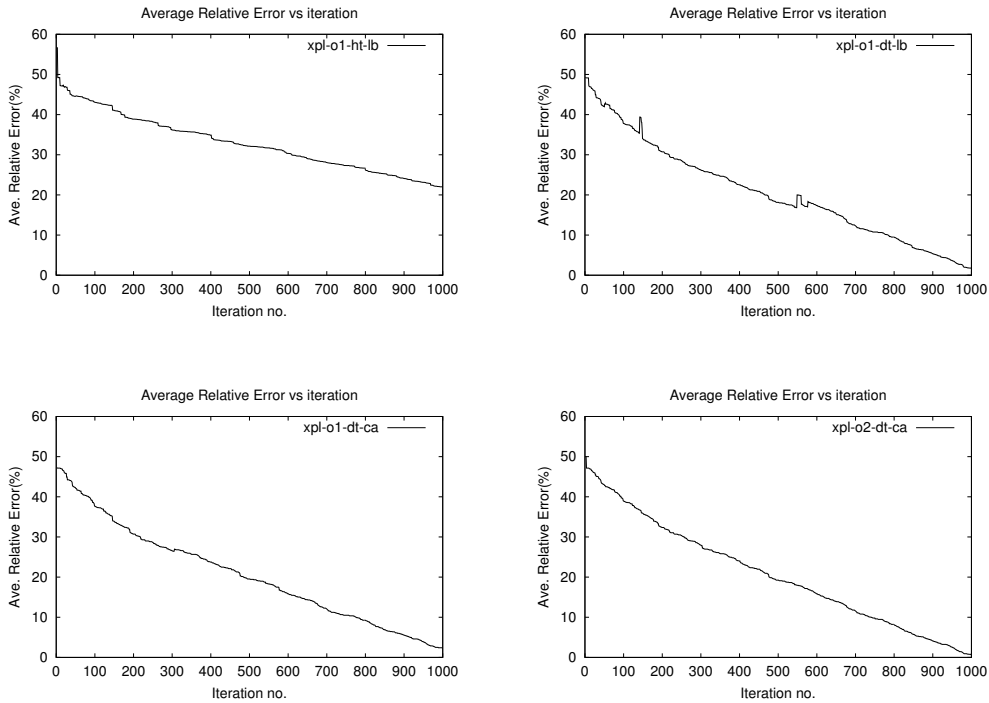 Average Relative Error vs iteration
60
50
40
30
20
10
0
Ave. Relative Error(%)
xpl-o1-ht-lb
0 100 200 300 400 500 600 700 800 900 1000
Iteration no.
Average Relative Error vs iteration
60
50
40
30
20
10
0
Ave. Relative Error(%)
xpl-o1-dt-lb
0 100 200 300 400 500 600 700 800 900 1000
Iteration no.
Average Relative Error vs iteration
60
50
40
30
20
10
0
Ave. Relative Error(%)
xpl-o1-dt-ca
0 100 200 300 400 500 600 700 800 900 1000
Iteration no.
Average Relative Error vs iteration
60
50
40
30
20
10
0
Ave. Relative Error(%)
xpl-o2-dt-ca
0 100 200 300 400 500 600 700 800 900 1000
Iteration no.